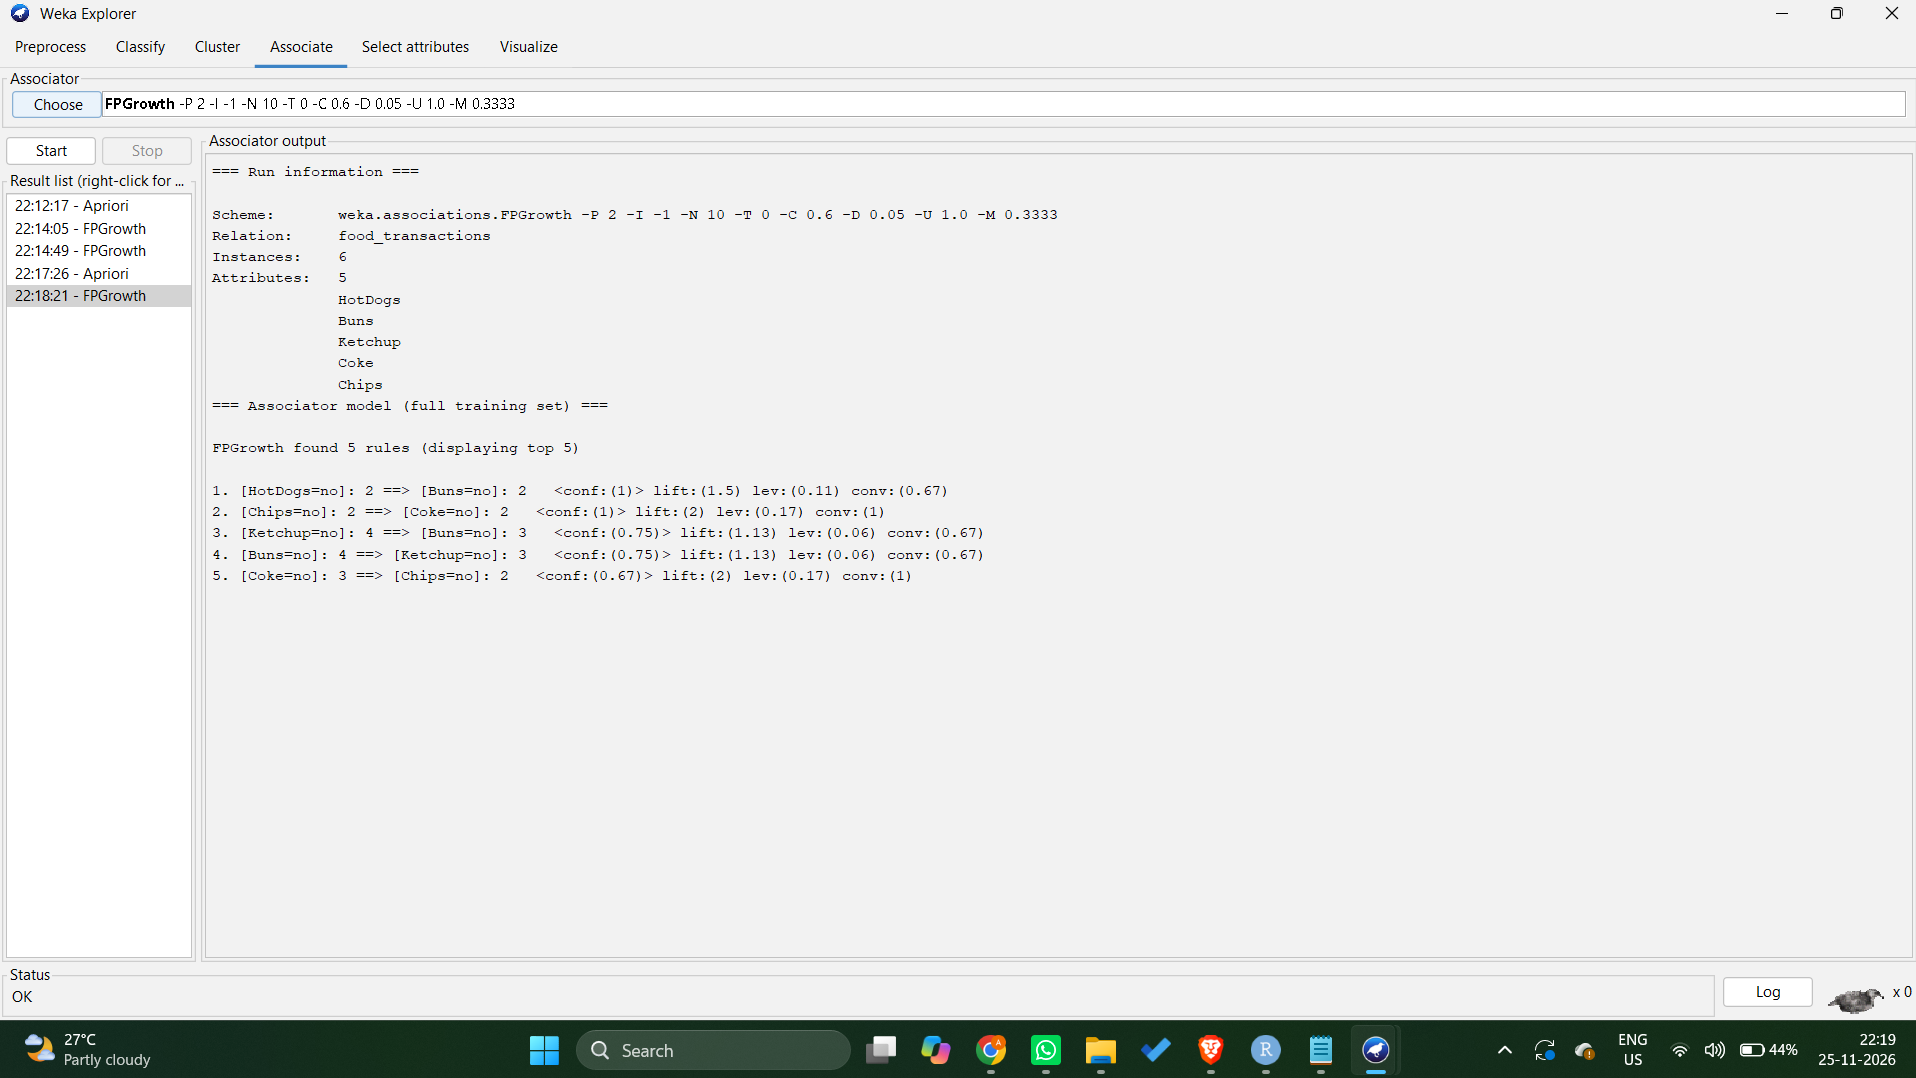 Weka Explorer
Preprocess Classify Cluster Associate Select attributes Visualize
Associator
Choose FPGrowth -P 2 -I -1 -N 10 -T 0 -C 0.6 -D 0.05 -U 1.0 -M 0.3333
Start Stop
Result list (right-click for ...
22:12:17 - Apriori
22:14:05 - FPGrowth
22:14:49 - FPGrowth
22:17:26 - Apriori
22:18:21 - FPGrowth
Associator output
=== Run information ===
Scheme: weka.associations.FPGrowth -P 2 -I -1 -N 10 -T 0 -C 0.6 -D 0.05 -U 1.0 -M 0.3333
Relation: food_transactions
Instances: 6
Attributes: 5
HotDogs
Buns
Ketchup
Coke
Chips
=== Associator model (full training set) ===
FPGrowth found 5 rules (displaying top 5)
1. [HotDogs=no]: 2 ==> [Buns=no]: 2 <conf:(1)> lift:(1.5) lev:(0.11) conv:(0.67)
2. [Chips=no]: 2 ==> [Coke=no]: 2 <conf:(1)> lift:(2) lev:(0.17) conv:(1)
3. [Ketchup=no]: 4 ==> [Buns=no]: 3 <conf:(0.75)> lift:(1.13) lev:(0.06) conv:(0.67)
4. [Buns=no]: 4 ==> [Ketchup=no]: 3 <conf:(0.75)> lift:(1.13) lev:(0.06) conv:(0.67)
5. [Coke=no]: 3 ==> [Chips=no]: 2 <conf:(0.67)> lift:(2) lev:(0.17) conv:(1)
Status
OK
Log
x 0
27°C
Partly cloudy
Search
R
A
ENG
US
44%
22:19
25-11-2026